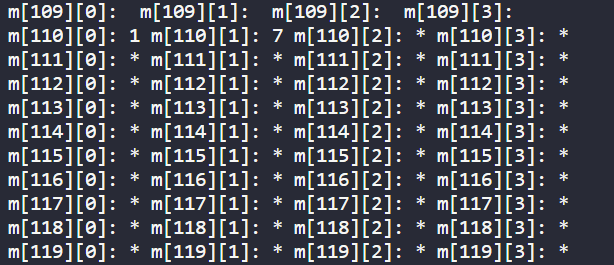 m[109][0]:  m[109][1]:  m[109][2]:  m[109][3]:
m[110][0]: 1 m[110][1]: 7 m[110][2]: * m[110][3]: *
m[111][0]: * m[111][1]: * m[111][2]: * m[111][3]: *
m[112][0]: * m[112][1]: * m[112][2]: * m[112][3]: *
m[113][0]: * m[113][1]: * m[113][2]: * m[113][3]: *
m[114][0]: * m[114][1]: * m[114][2]: * m[114][3]: *
m[115][0]: * m[115][1]: * m[115][2]: * m[115][3]: *
m[116][0]: * m[116][1]: * m[116][2]: * m[116][3]: *
m[117][0]: * m[117][1]: * m[117][2]: * m[117][3]: *
m[118][0]: * m[118][1]: * m[118][2]: * m[118][3]: *
m[119][0]: * m[119][1]: * m[119][2]: * m[119][3]: *